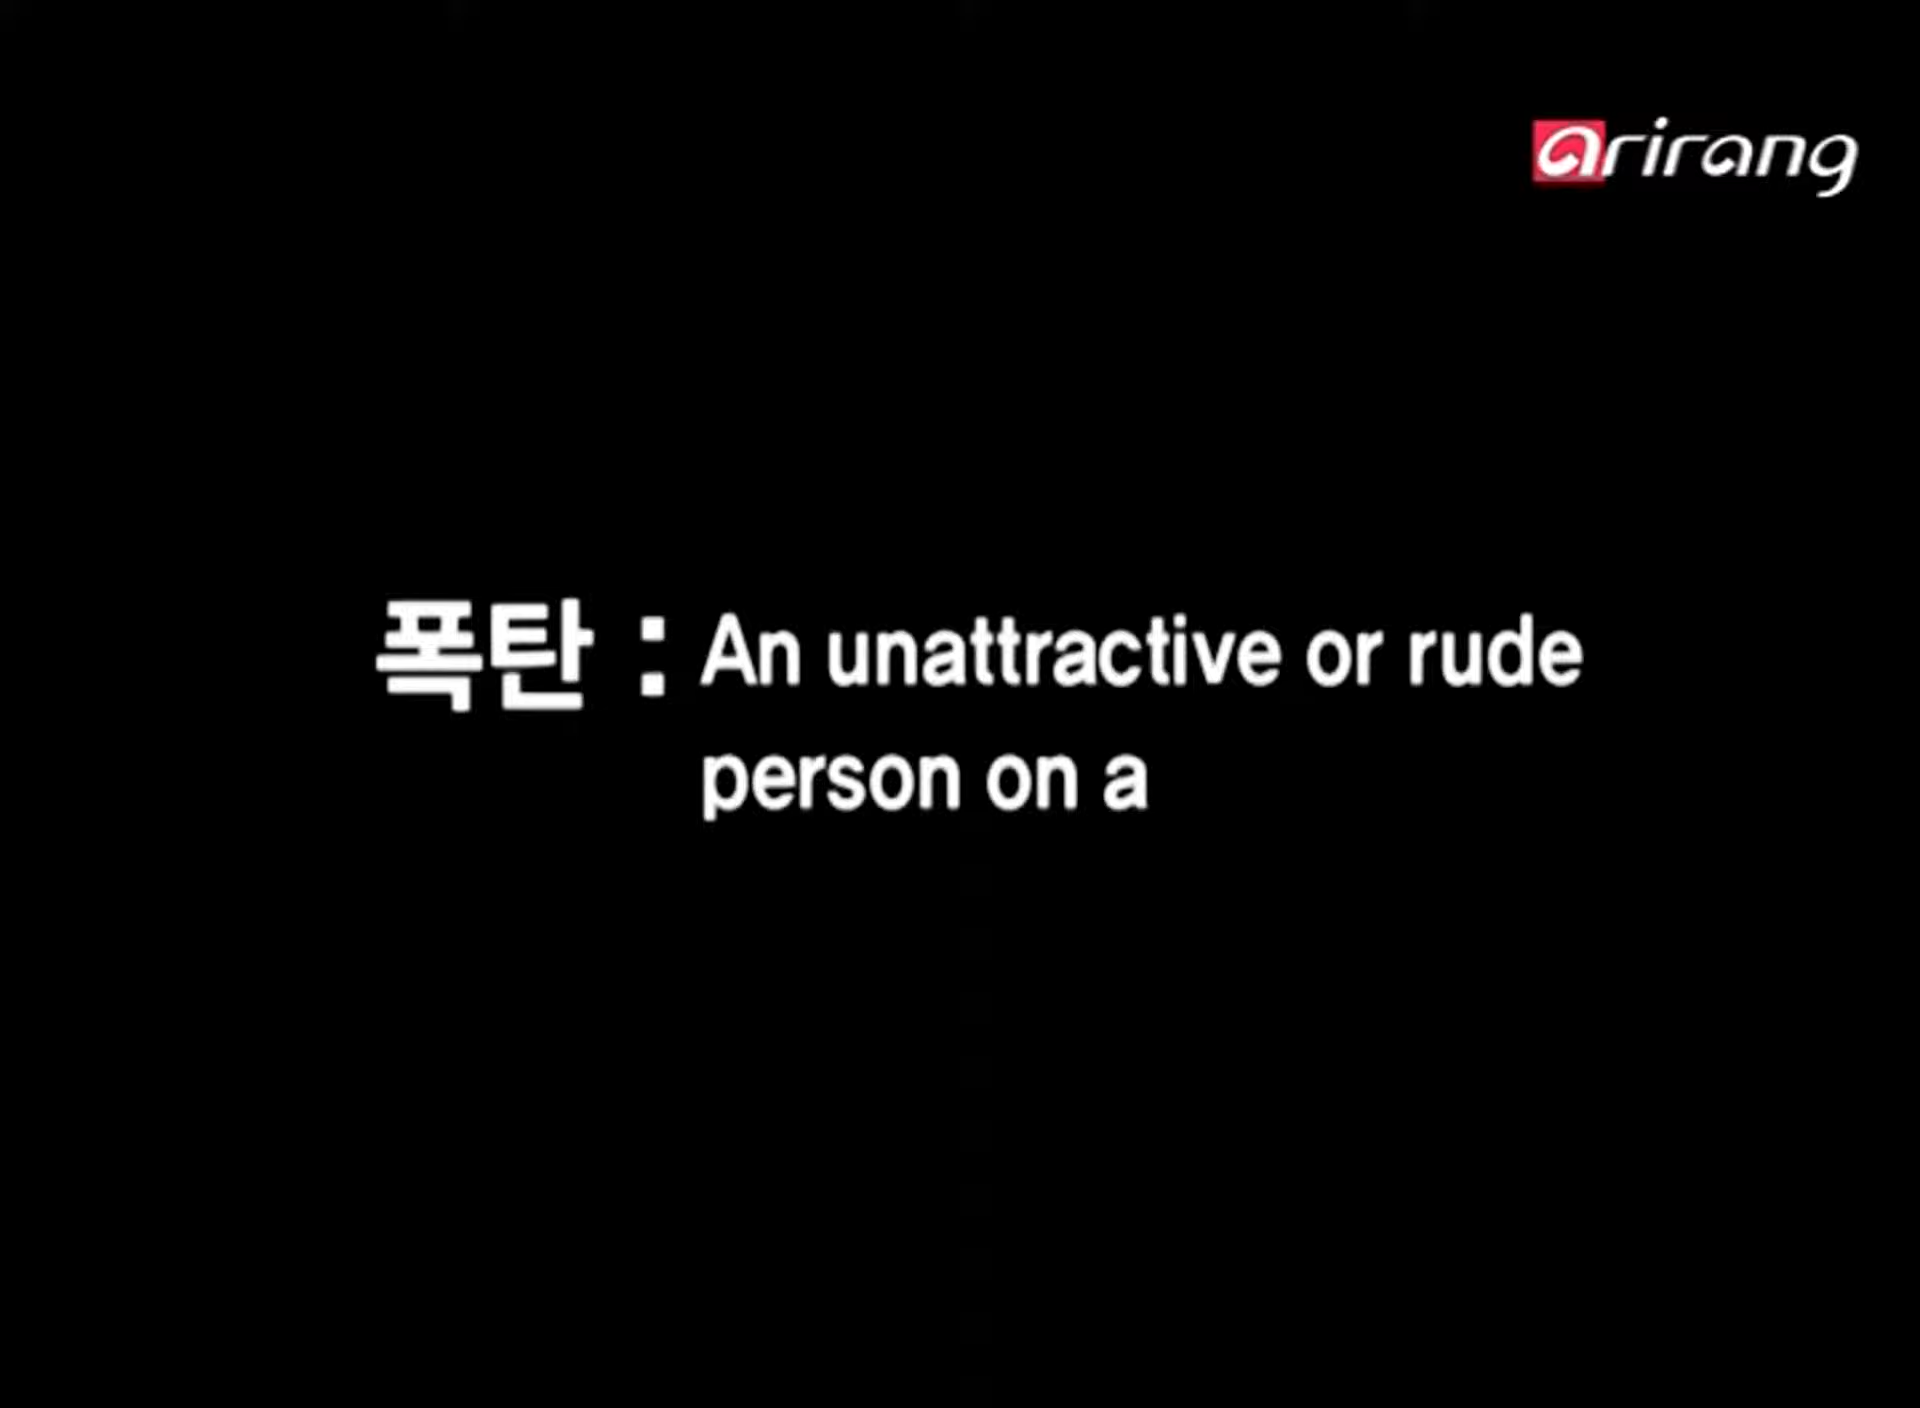 arirang
폭탄 : An unattractive or rude
person on a